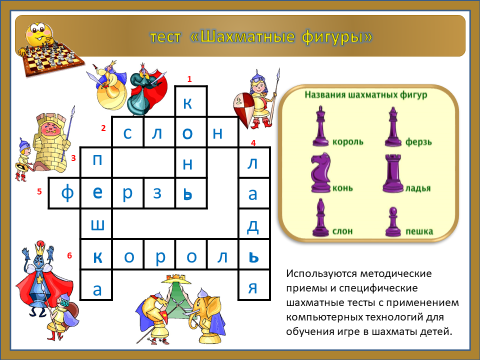 тест «Шахматные фигуры»
1
к
2 с л о н
4
3 п н л
5 ф е р з ь а
ш д
6 к о р о л ь
а я
Названия шахматных фигур
король ферзь
конь ладья
слон пешка
Используются методические
приемы и специфические
шахматные тесты с применением
компьютерных технологий для
обучения игре в шахматы детей.